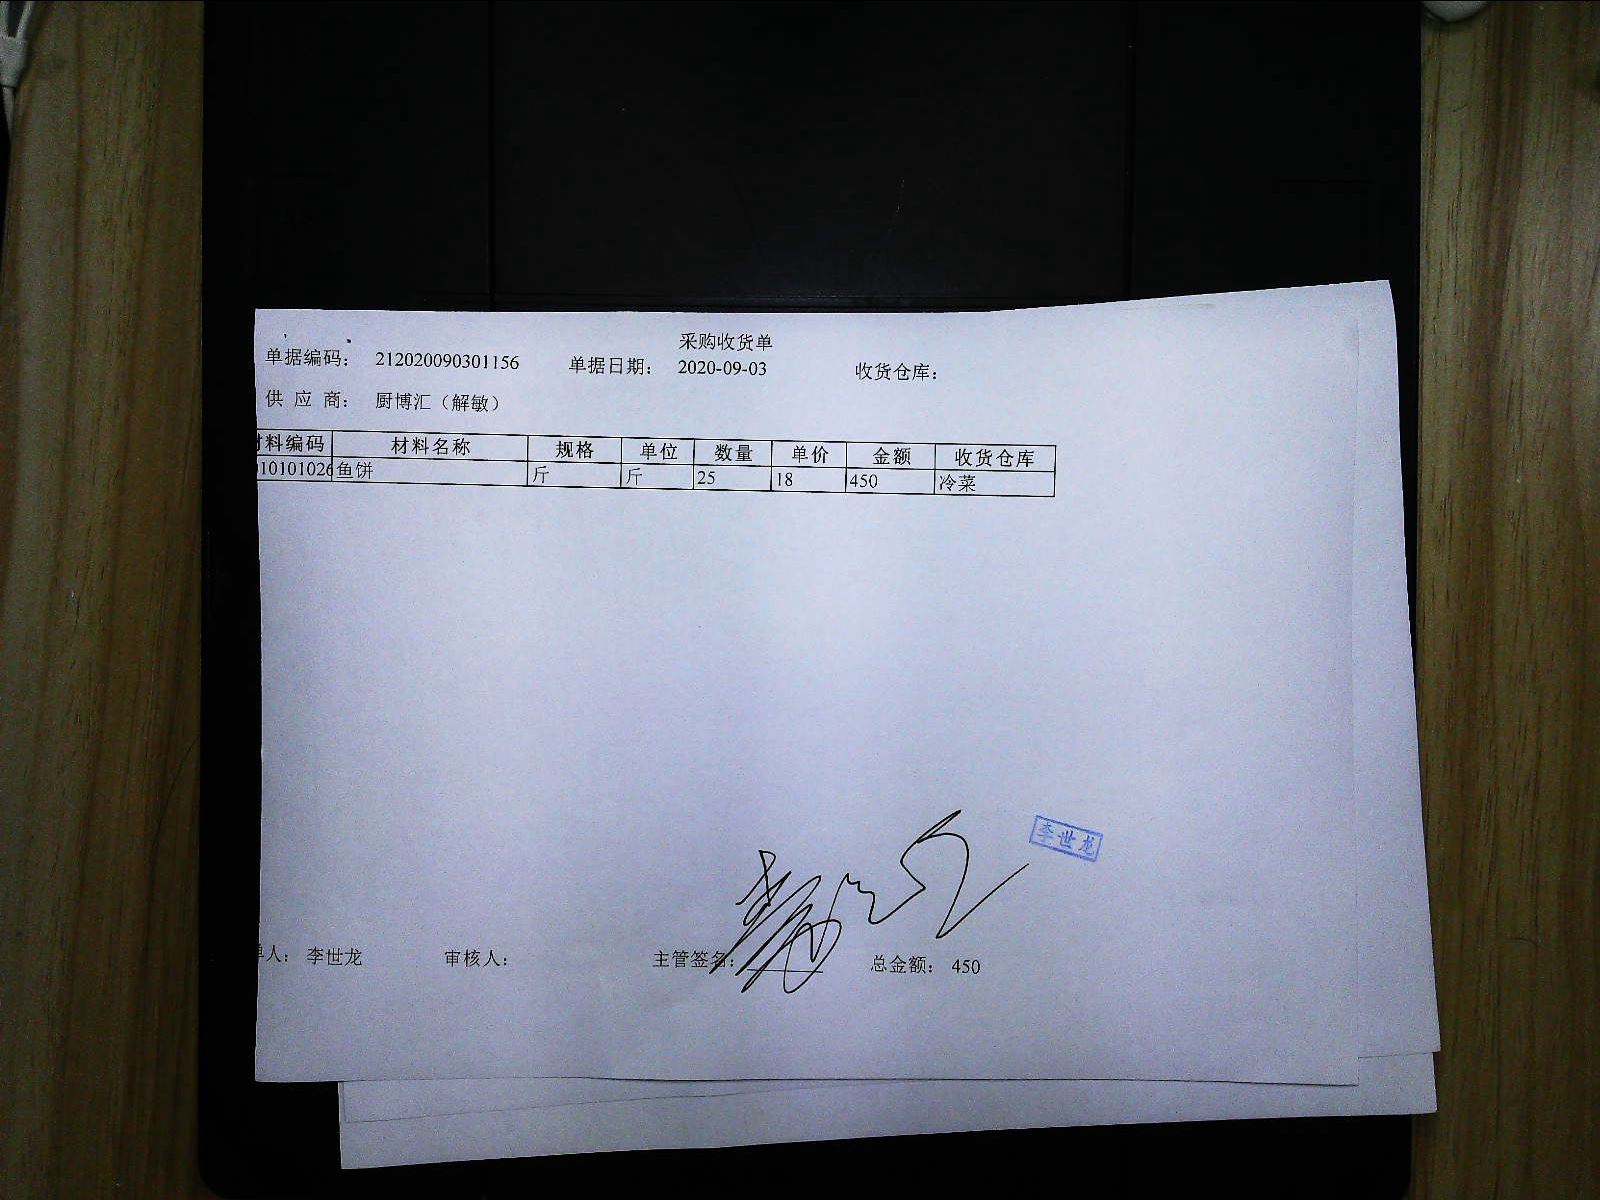 采购收货单
单据编码： 212020090301156 单据日期： 2020-09-03 收货仓库：
供 应 商： 厨博汇（解敏）
材料编码 材料名称 规格 单位 数量 单价 金额 收货仓库
10101026 鱼饼 斤 斤 25 18 450 冷菜
李世龙
单人： 李世龙 审核人： 主管签名： 总金额： 450